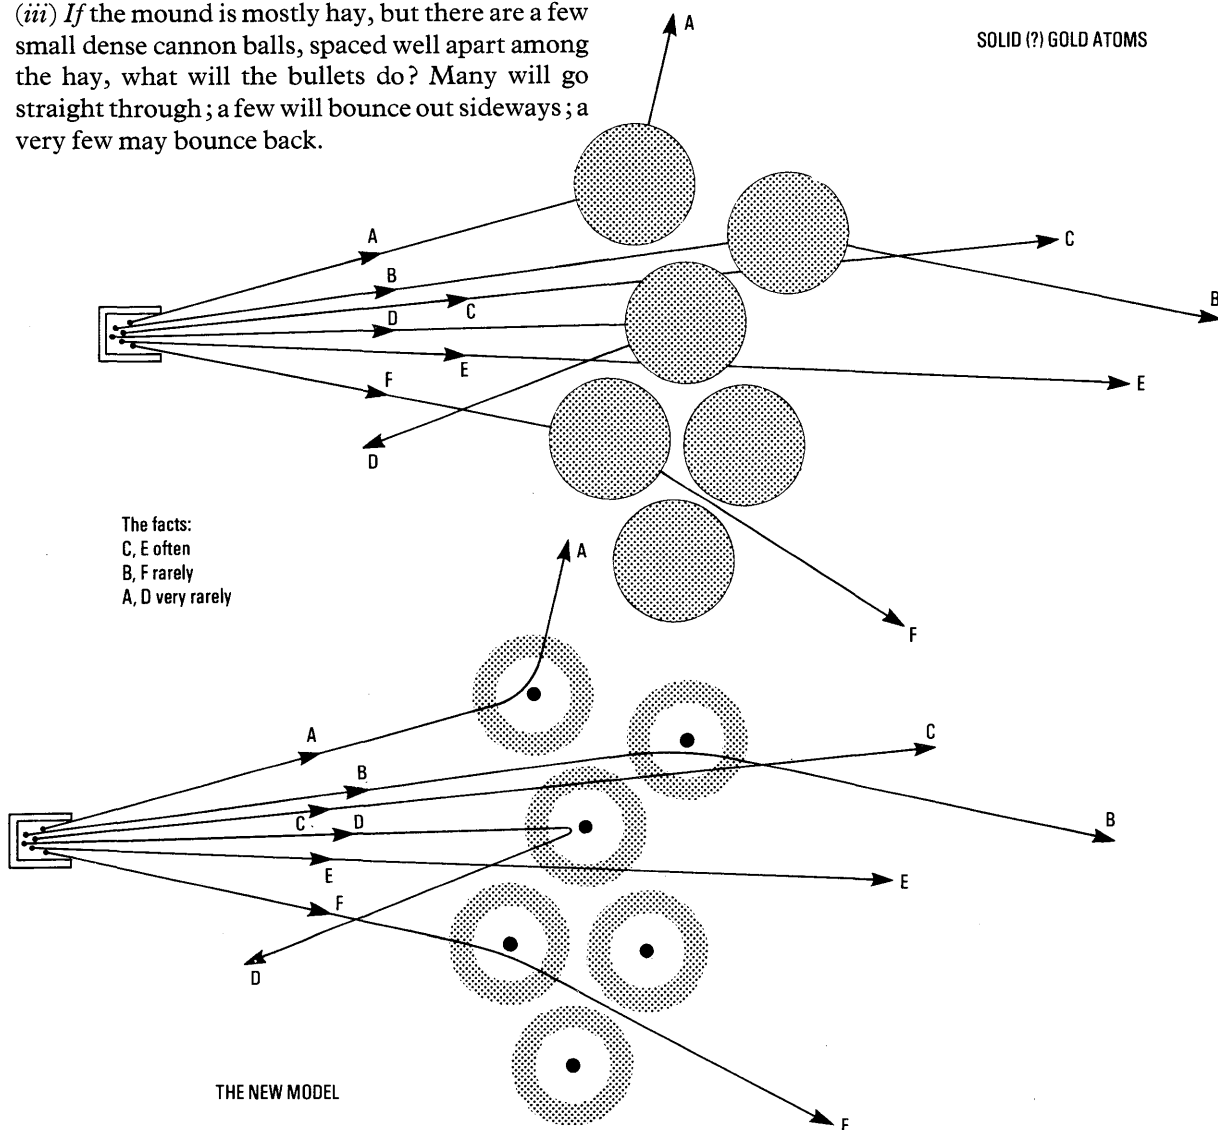 (iii) If the mound is mostly hay, but there are a few
small dense cannon balls, spaced well apart among
the hay, what will the bullets do? Many will go
straight through; a few will bounce out sideways; a
very few may bounce back.
SOLID (?) GOLD ATOMS
A
A
B
C
D
E
F
C
B
E
D
F
The facts:
C, E often
B, F rarely
A, D very rarely
A
A
B
C
D
E
F
C
B
E
D
F
THE NEW MODEL